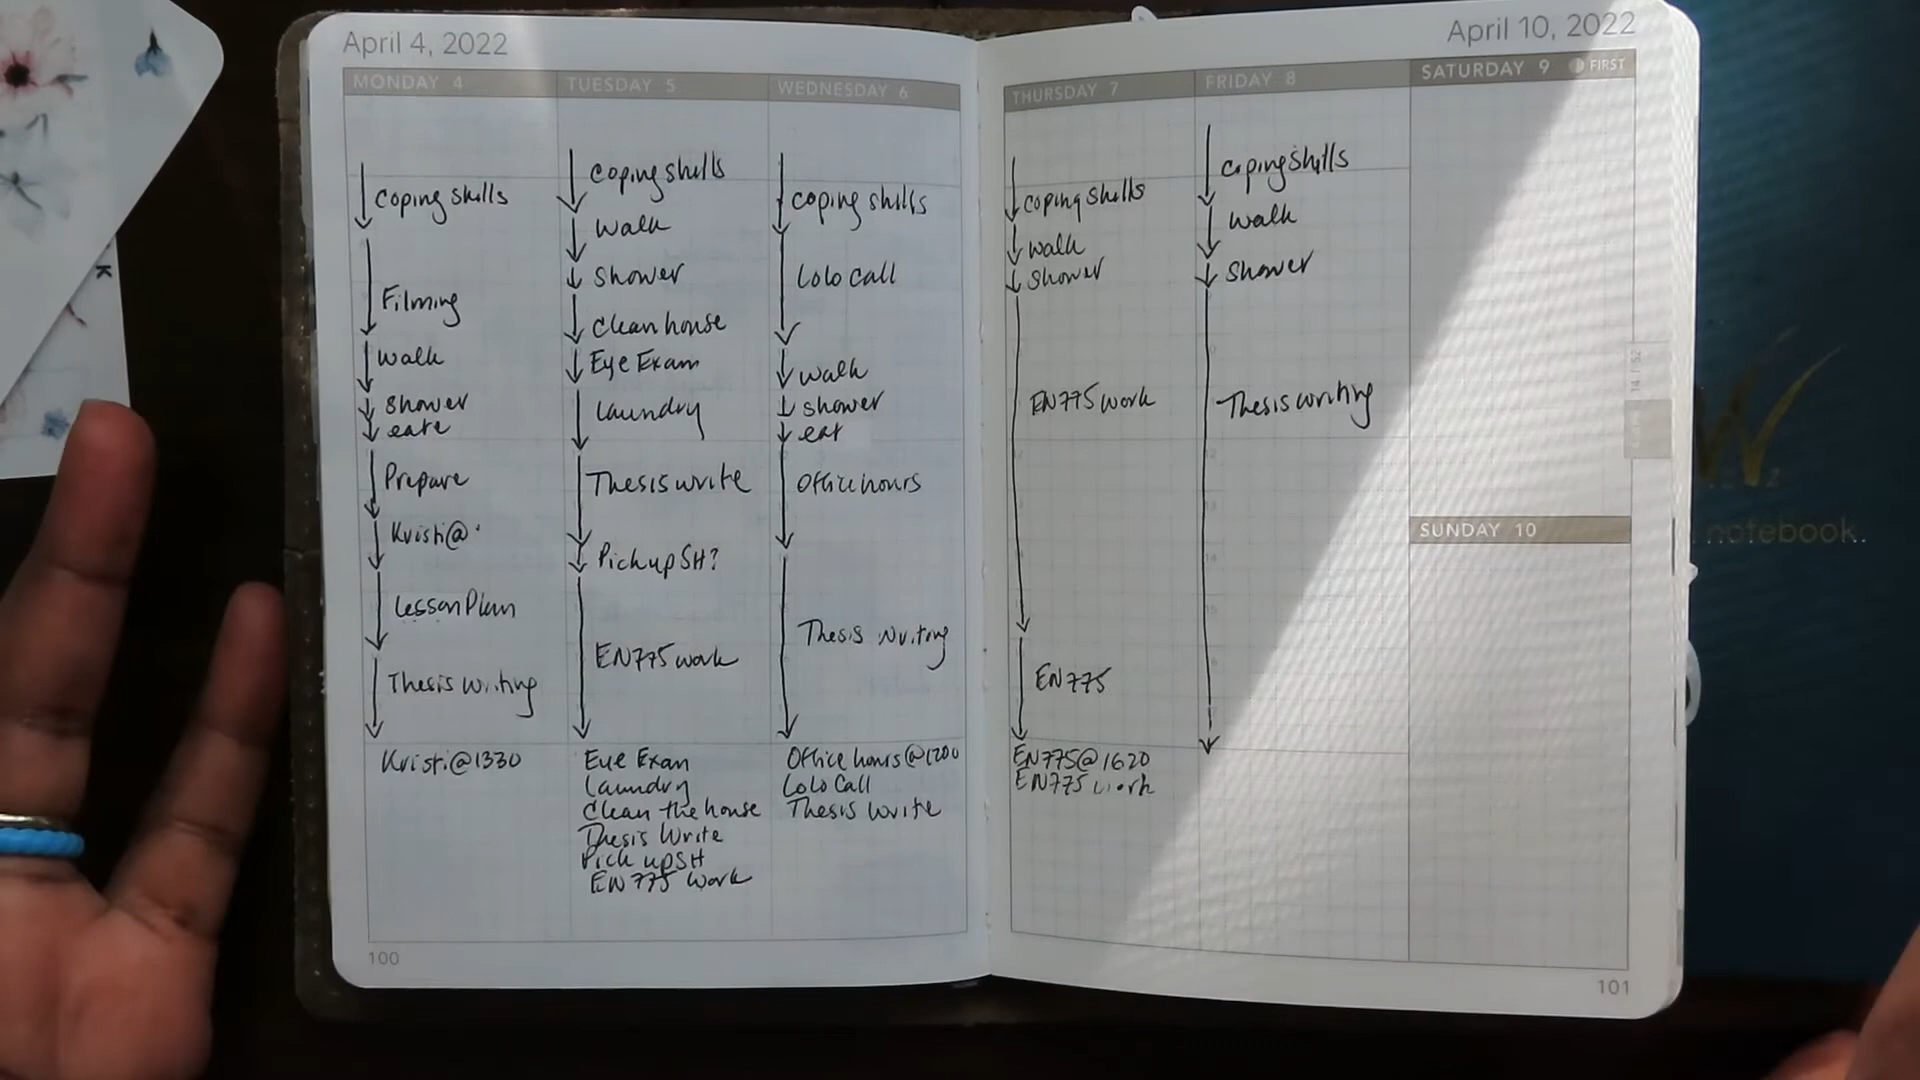 April 4, 2022
MONDAY 4
Coping skills
Filming
Walk
Shower
eate
Prepare
Kristi@
Lesson Plan
Thesis writing
Kristi@1330
TUESDAY 5
Coping skills
Walk
Shower
Clean house
Eye Exam
Laundry
Thesis write
Pick up SH?
EN775 work
Eye Exam
Laundry
Clean the house
Thesis Write
Pick up SH
EN775 work
WEDNESDAY 6
Coping skills
Lolo call
Walk
Shower
eat
Office hours
Thesis Writing
Office hours@1200
Lolo Call
Thesis Write
100
April 10, 2022
THURSDAY 7
Coping skills
Walk
Shower
EN775 work
EN775
EN775@1620
EN775 work
FRIDAY 8
Coping skills
Walk
Shower
Thesis writing
SATURDAY 9 FIRST
SUNDAY 10
14 / 52
101
notebook.
K